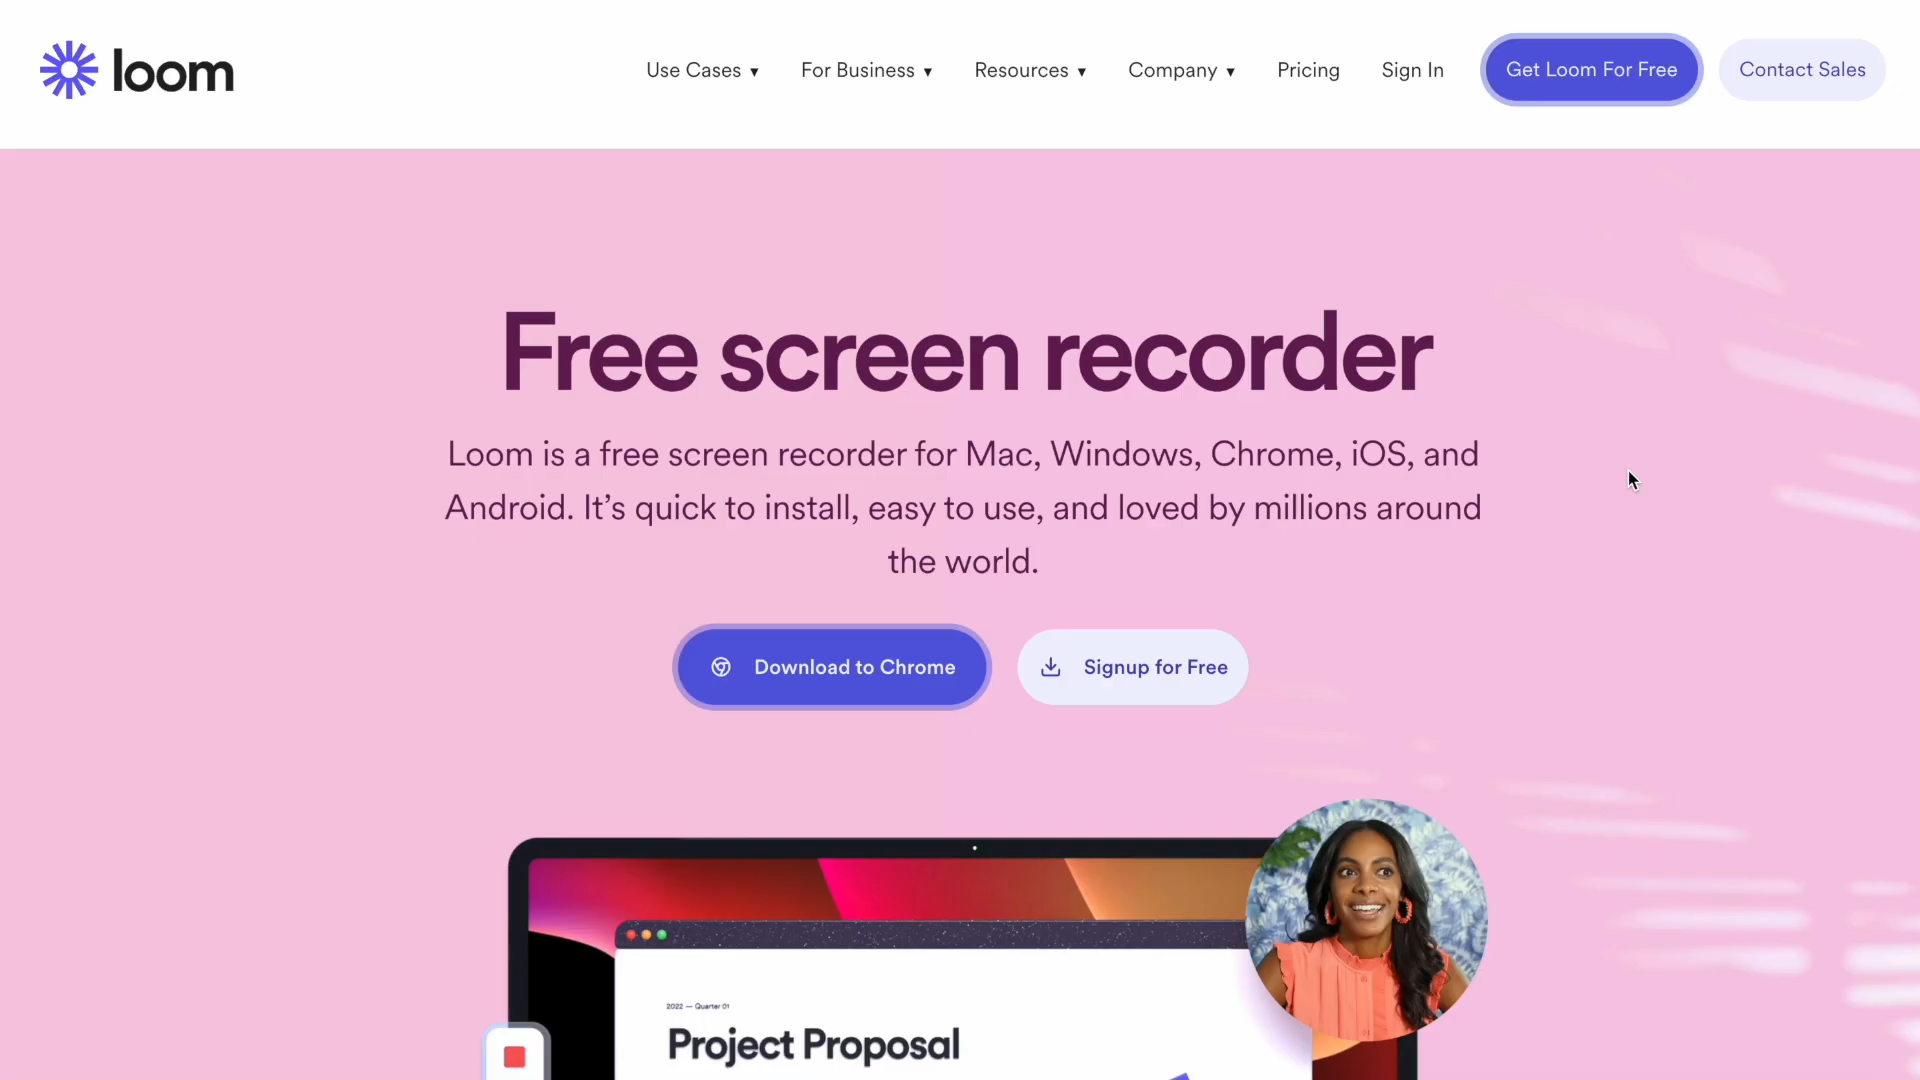 loom
Use Cases ▾ For Business ▾ Resources ▾ Company ▾ Pricing Sign In Get Loom For Free Contact Sales
Free screen recorder
Loom is a free screen recorder for Mac, Windows, Chrome, iOS, and
Android. It’s quick to install, easy to use, and loved by millions around
the world.
Download to Chrome Signup for Free
2022 — Quarter 01
Project Proposal